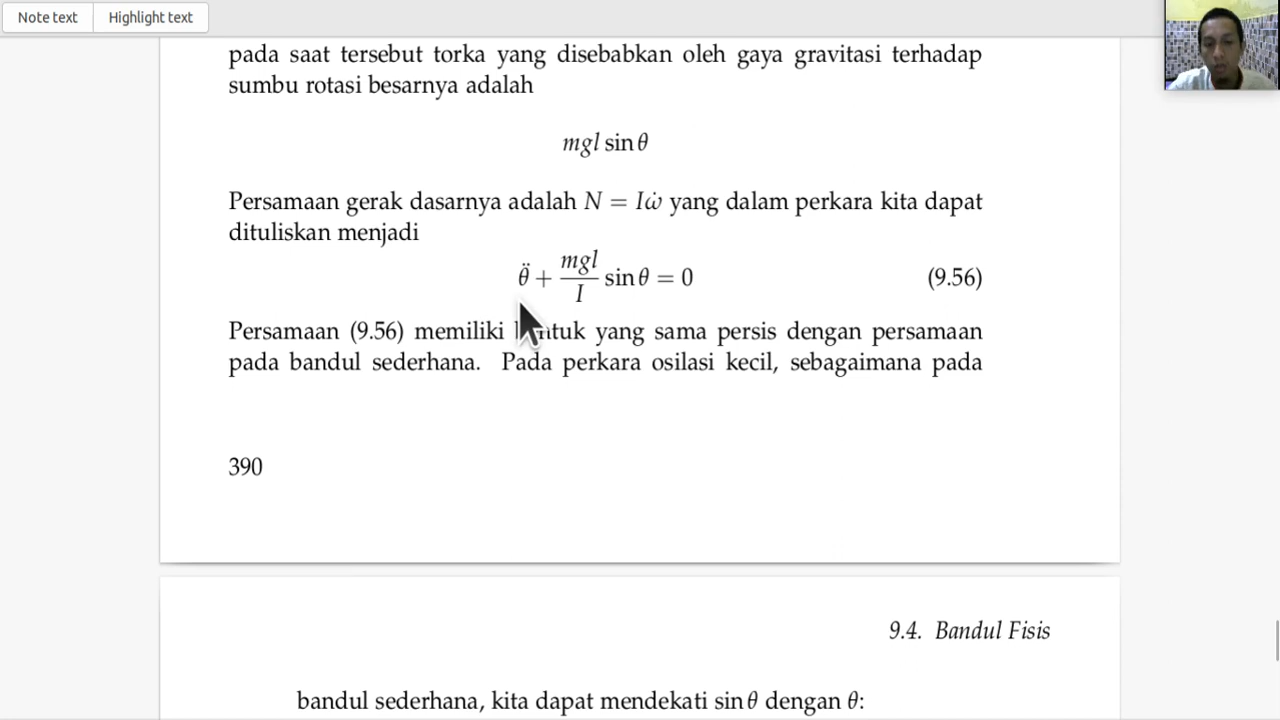 Note text
Highlight text
pada saat tersebut torka yang disebabkan oleh gaya gravitasi terhadap
sumbu rotasi besarnya adalah
mgl sin θ
Persamaan gerak dasarnya adalah N = Iω̇ yang dalam perkara kita dapat
dituliskan menjadi
θ̈ + mgl/I sin θ = 0 (9.56)
Persamaan (9.56) memiliki bentuk yang sama persis dengan persamaan
pada bandul sederhana. Pada perkara osilasi kecil, sebagaimana pada
390
9.4. Bandul Fisis
bandul sederhana, kita dapat mendekati sin θ dengan θ: